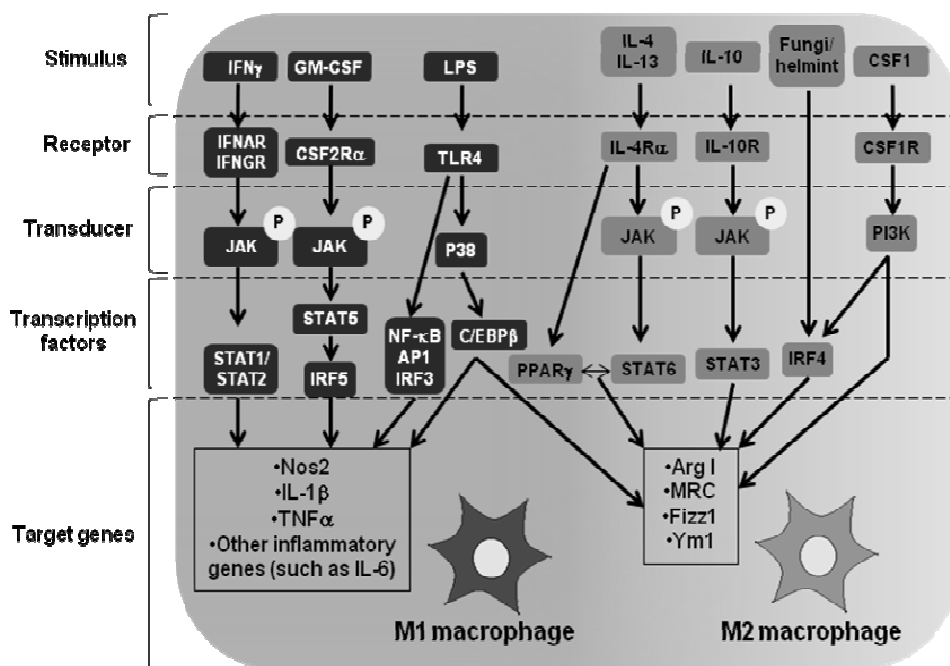 Stimulus
IFNγ
GM-CSF
LPS
IL-4
IL-13
IL-10
Fungi/
helmint
CSF1
Receptor
IFNAR
IFNGR
CSF2Rα
TLR4
IL-4Rα
IL-10R
CSF1R
Transducer
P
JAK
P
JAK
P38
P
JAK
P
JAK
PI3K
Transcription
factors
STAT1/
STAT2
STAT5
IRF5
NF-κB
AP1
IRF3
C/EBPβ
PPARγ
STAT6
STAT3
IRF4
Target genes
•Nos2
•IL-1β
•TNFα
•Other inflammatory
genes (such as IL-6)
•Arg I
•MRC
•Fizz1
•Ym1
M1 macrophage
M2 macrophage